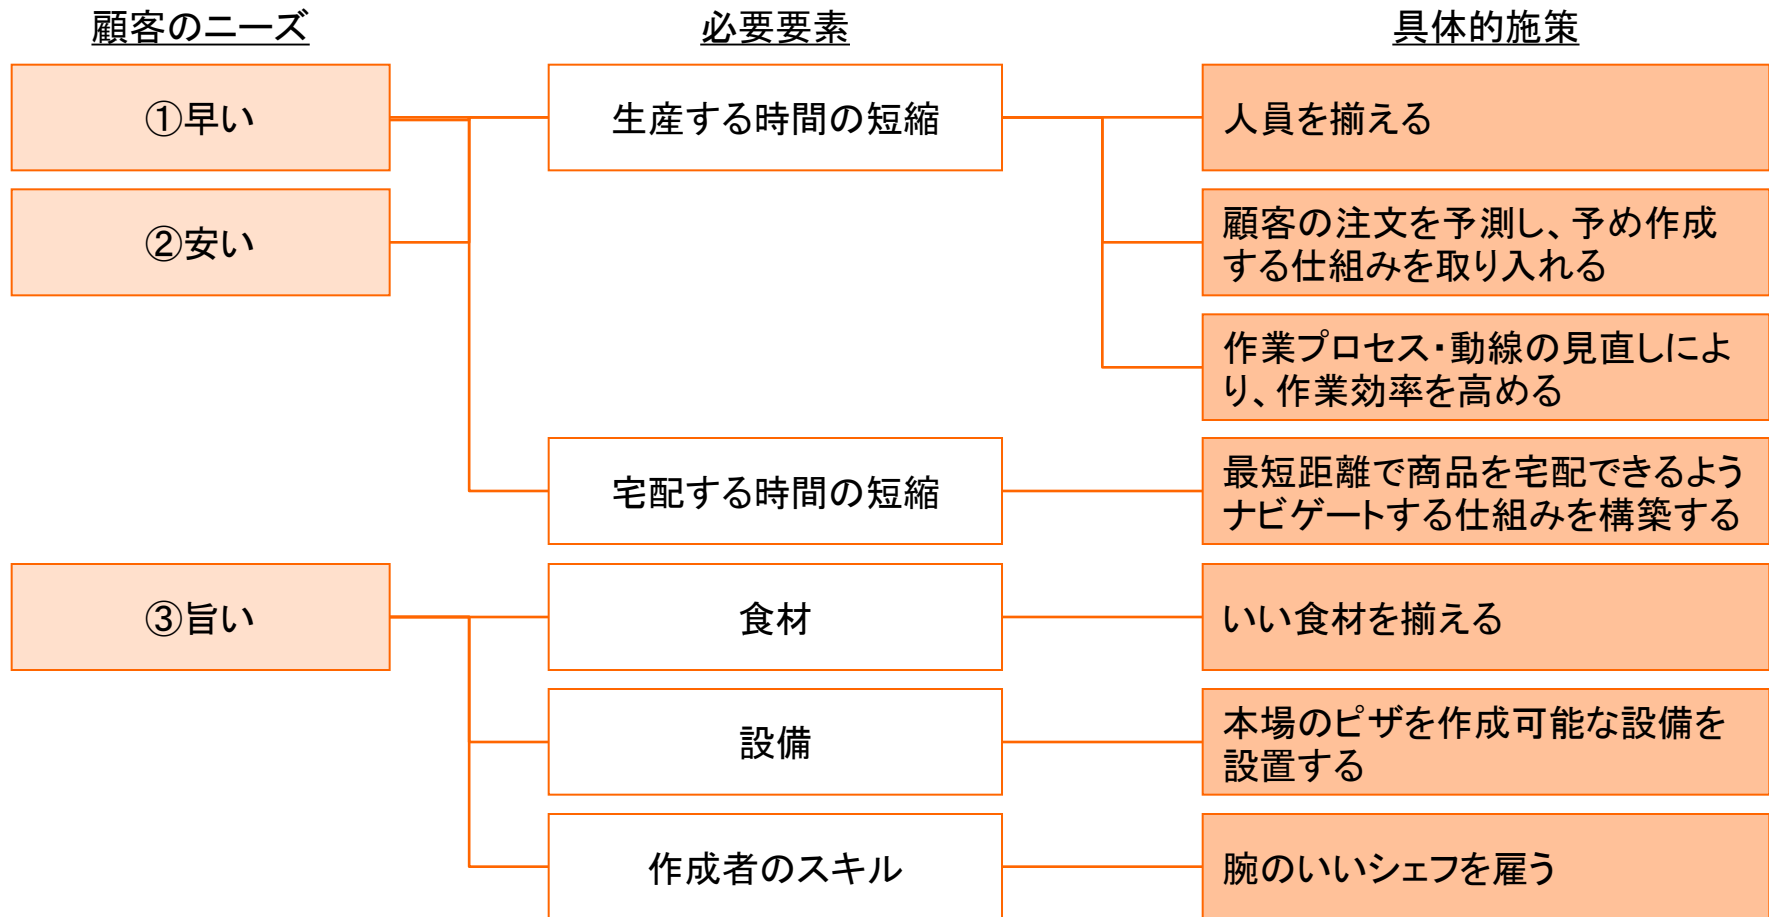 顧客のニーズ
必要要素
具体的施策
①早い
生産する時間の短縮
人員を揃える
②安い
顧客の注文を予測し、予め作成
する仕組みを取り入れる
作業プロセス・動線の見直しによ
り、作業効率を高める
宅配する時間の短縮
最短距離で商品を宅配できるよう
ナビゲートする仕組みを構築する
③旨い
食材
いい食材を揃える
設備
本場のピザを作成可能な設備を
設置する
作成者のスキル
腕のいいシェフを雇う